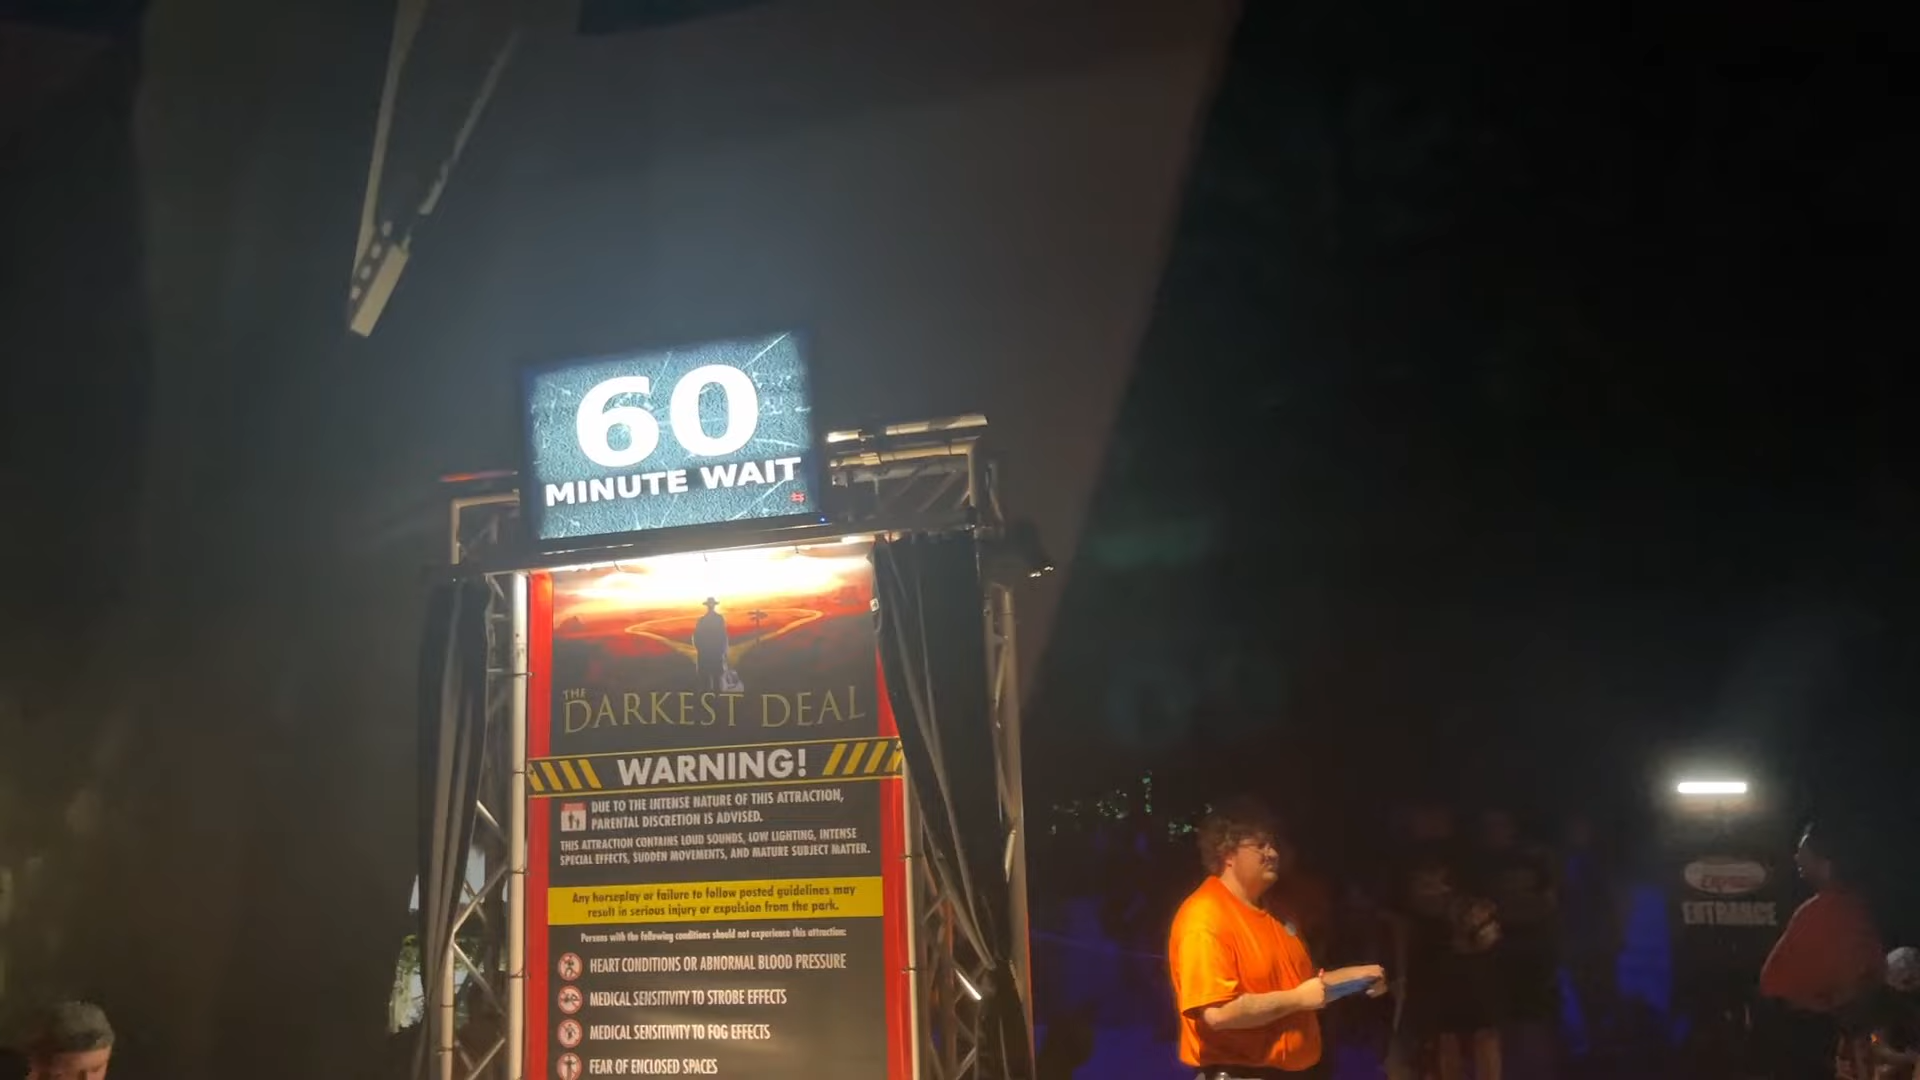 60
MINUTE WAIT
THE
DARKEST DEAL
WARNING!
DUE TO THE INTENSE NATURE OF THIS ATTRACTION,
PARENTAL DISCRETION IS ADVISED.
THIS ATTRACTION CONTAINS LOUD SOUNDS, LOW LIGHTING, INTENSE
SPECIAL EFFECTS, SUDDEN MOVEMENTS, AND MATURE SUBJECT MATTER.
Any horseplay or failure to follow posted guidelines may
result in serious injury or expulsion from the park.
Persons with the following conditions should not experience this attraction:
HEART CONDITIONS OR ABNORMAL BLOOD PRESSURE
MEDICAL SENSITIVITY TO STROBE EFFECTS
MEDICAL SENSITIVITY TO FOG EFFECTS
FEAR OF ENCLOSED SPACES
ENTRANCE